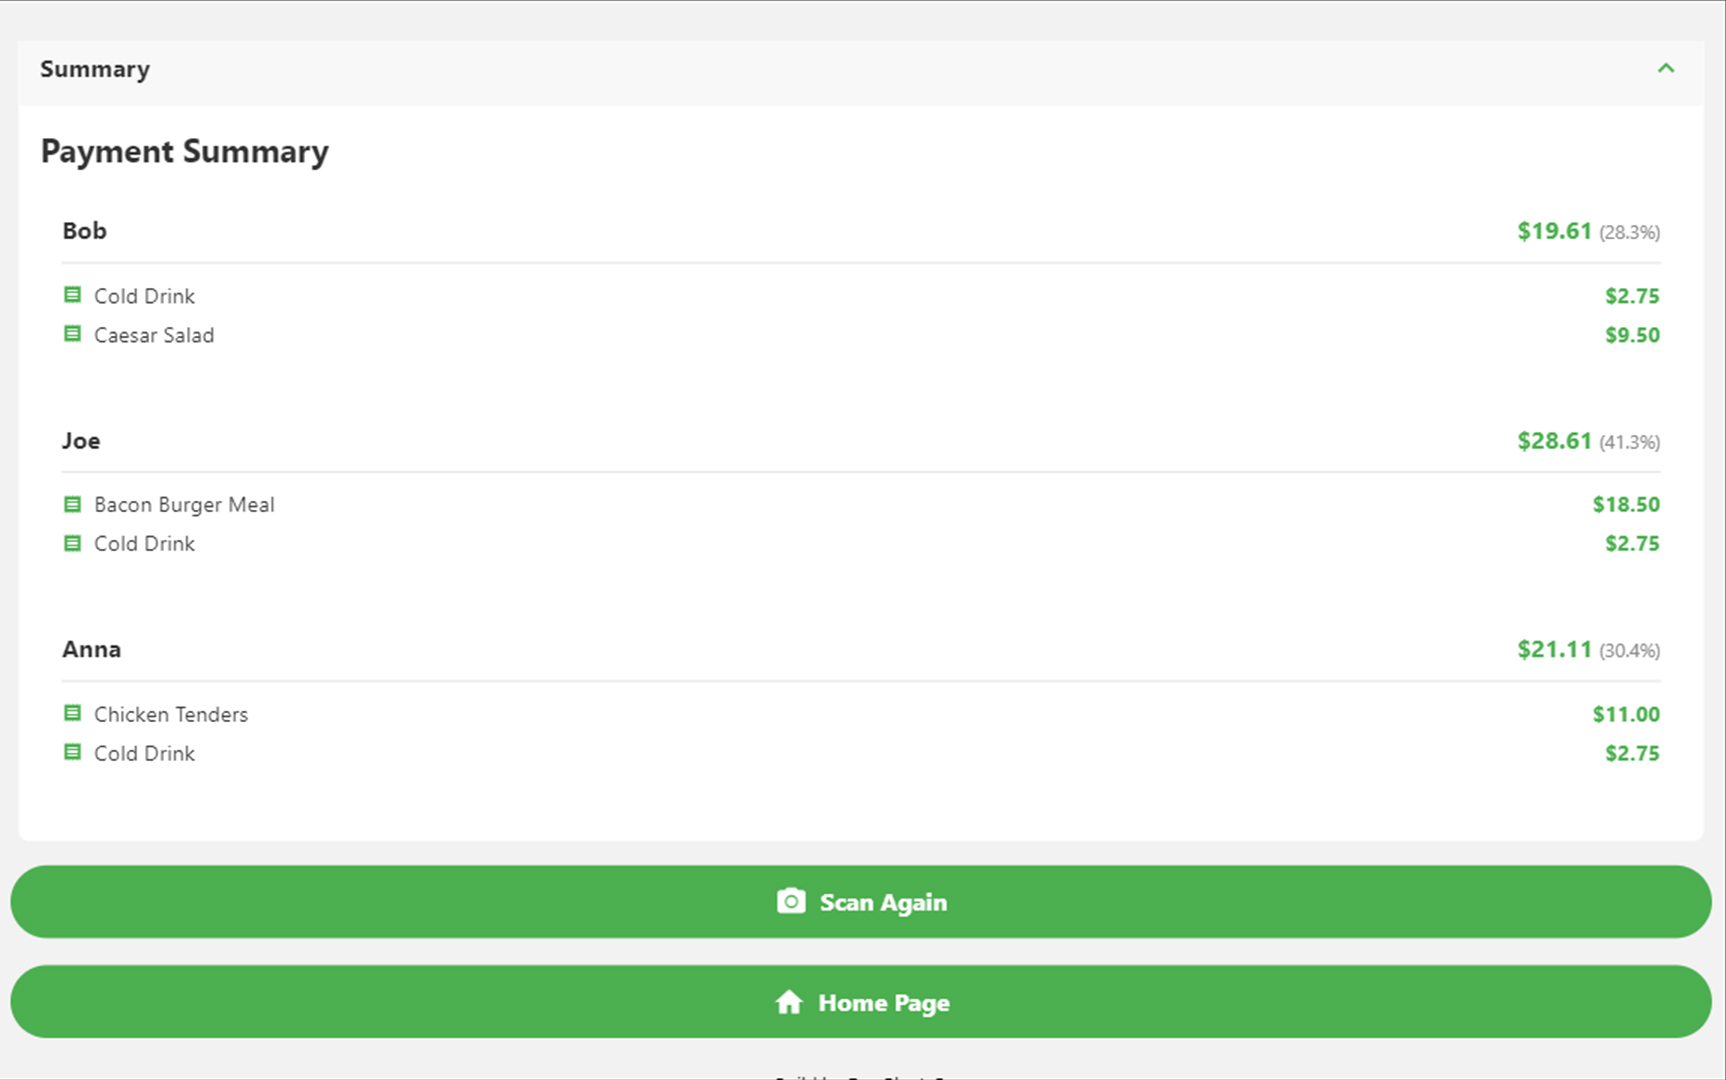 Summary
Payment Summary
Bob $19.61 (28.3%)
Cold Drink $2.75
Caesar Salad $9.50
Joe $28.61 (41.3%)
Bacon Burger Meal $18.50
Cold Drink $2.75
Anna $21.11 (30.4%)
Chicken Tenders $11.00
Cold Drink $2.75
Scan Again
Home Page